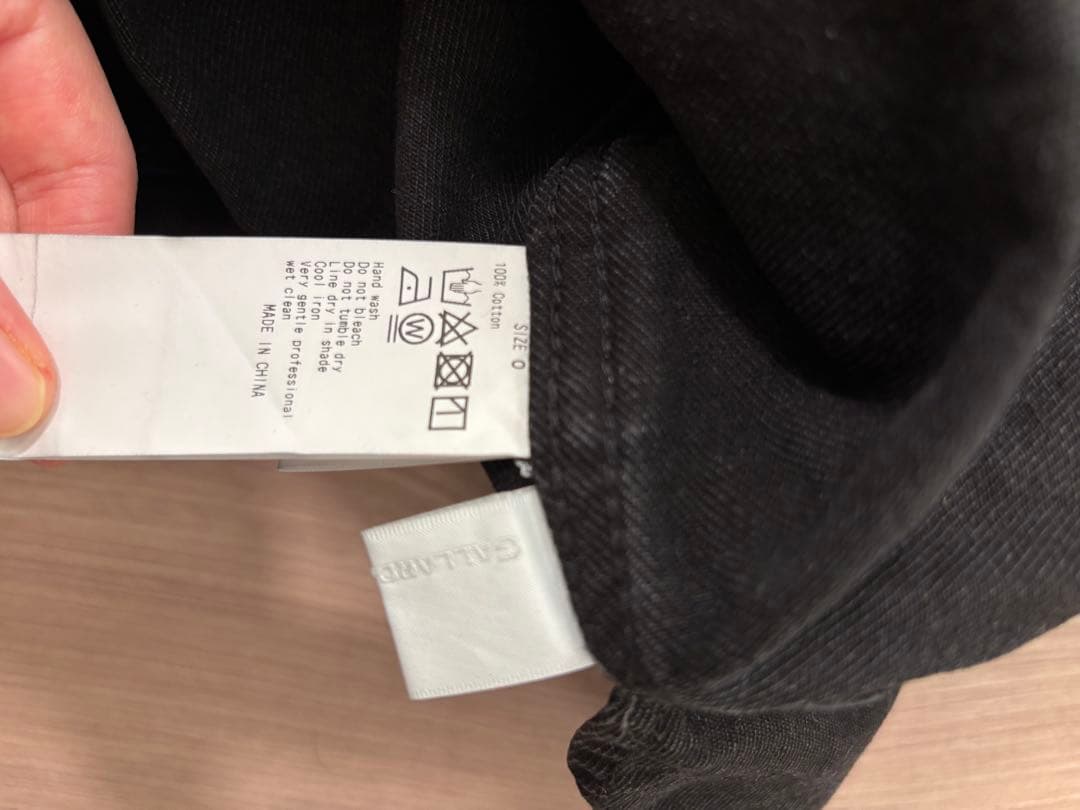 SIZE 0
100% Cotton
Hand wash
Do not bleach
Do not tumble dry
Line dry in shade
Cool iron
Very gentle professional
wet clean
MADE IN CHINA
W
GALLARD